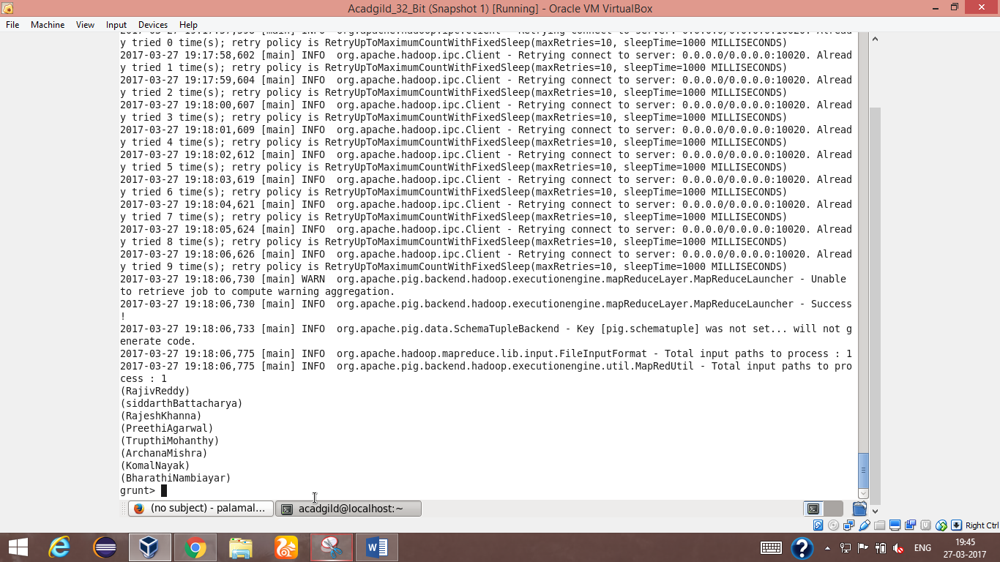 Acadgild_32_Bit (Snapshot 1) [Running] - Oracle VM VirtualBox
File Machine View Input Devices Help
y tried 0 time(s); retry policy is RetryUpToMaximumCountWithFixedSleep(maxRetries=10, sleepTime=1000 MILLISECONDS)
2017-03-27 19:17:58,602 [main] INFO  org.apache.hadoop.ipc.Client - Retrying connect to server: 0.0.0.0/0.0.0.0:10020. Alread
y tried 1 time(s); retry policy is RetryUpToMaximumCountWithFixedSleep(maxRetries=10, sleepTime=1000 MILLISECONDS)
2017-03-27 19:17:59,604 [main] INFO  org.apache.hadoop.ipc.Client - Retrying connect to server: 0.0.0.0/0.0.0.0:10020. Alread
y tried 2 time(s); retry policy is RetryUpToMaximumCountWithFixedSleep(maxRetries=10, sleepTime=1000 MILLISECONDS)
2017-03-27 19:18:00,607 [main] INFO  org.apache.hadoop.ipc.Client - Retrying connect to server: 0.0.0.0/0.0.0.0:10020. Alread
y tried 3 time(s); retry policy is RetryUpToMaximumCountWithFixedSleep(maxRetries=10, sleepTime=1000 MILLISECONDS)
2017-03-27 19:18:01,609 [main] INFO  org.apache.hadoop.ipc.Client - Retrying connect to server: 0.0.0.0/0.0.0.0:10020. Alread
y tried 4 time(s); retry policy is RetryUpToMaximumCountWithFixedSleep(maxRetries=10, sleepTime=1000 MILLISECONDS)
2017-03-27 19:18:02,612 [main] INFO  org.apache.hadoop.ipc.Client - Retrying connect to server: 0.0.0.0/0.0.0.0:10020. Alread
y tried 5 time(s); retry policy is RetryUpToMaximumCountWithFixedSleep(maxRetries=10, sleepTime=1000 MILLISECONDS)
2017-03-27 19:18:03,619 [main] INFO  org.apache.hadoop.ipc.Client - Retrying connect to server: 0.0.0.0/0.0.0.0:10020. Alread
y tried 6 time(s); retry policy is RetryUpToMaximumCountWithFixedSleep(maxRetries=10, sleepTime=1000 MILLISECONDS)
2017-03-27 19:18:04,621 [main] INFO  org.apache.hadoop.ipc.Client - Retrying connect to server: 0.0.0.0/0.0.0.0:10020. Alread
y tried 7 time(s); retry policy is RetryUpToMaximumCountWithFixedSleep(maxRetries=10, sleepTime=1000 MILLISECONDS)
2017-03-27 19:18:05,624 [main] INFO  org.apache.hadoop.ipc.Client - Retrying connect to server: 0.0.0.0/0.0.0.0:10020. Alread
y tried 8 time(s); retry policy is RetryUpToMaximumCountWithFixedSleep(maxRetries=10, sleepTime=1000 MILLISECONDS)
2017-03-27 19:18:06,626 [main] INFO  org.apache.hadoop.ipc.Client - Retrying connect to server: 0.0.0.0/0.0.0.0:10020. Alread
y tried 9 time(s); retry policy is RetryUpToMaximumCountWithFixedSleep(maxRetries=10, sleepTime=1000 MILLISECONDS)
2017-03-27 19:18:06,730 [main] WARN  org.apache.pig.backend.hadoop.executionengine.mapReduceLayer.MapReduceLauncher - Unable
to retrieve job to compute warning aggregation.
2017-03-27 19:18:06,730 [main] INFO  org.apache.pig.backend.hadoop.executionengine.mapReduceLayer.MapReduceLauncher - Success
!
2017-03-27 19:18:06,733 [main] INFO  org.apache.pig.data.SchemaTupleBackend - Key [pig.schematuple] was not set... will not g
enerate code.
2017-03-27 19:18:06,775 [main] INFO  org.apache.hadoop.mapreduce.lib.input.FileInputFormat - Total input paths to process : 1
2017-03-27 19:18:06,775 [main] INFO  org.apache.pig.backend.hadoop.executionengine.util.MapRedUtil - Total input paths to pro
cess : 1
(RajivReddy)
(siddarthBattacharya)
(RajeshKhanna)
(PreethiAgarwal)
(TrupthiMohanthy)
(ArchanaMishra)
(KomalNayak)
(BharathiNambiayar)
grunt>
(no subject) - palamal... acadgild@localhost:~
Right Ctrl
ENG 19:45
27-03-2017